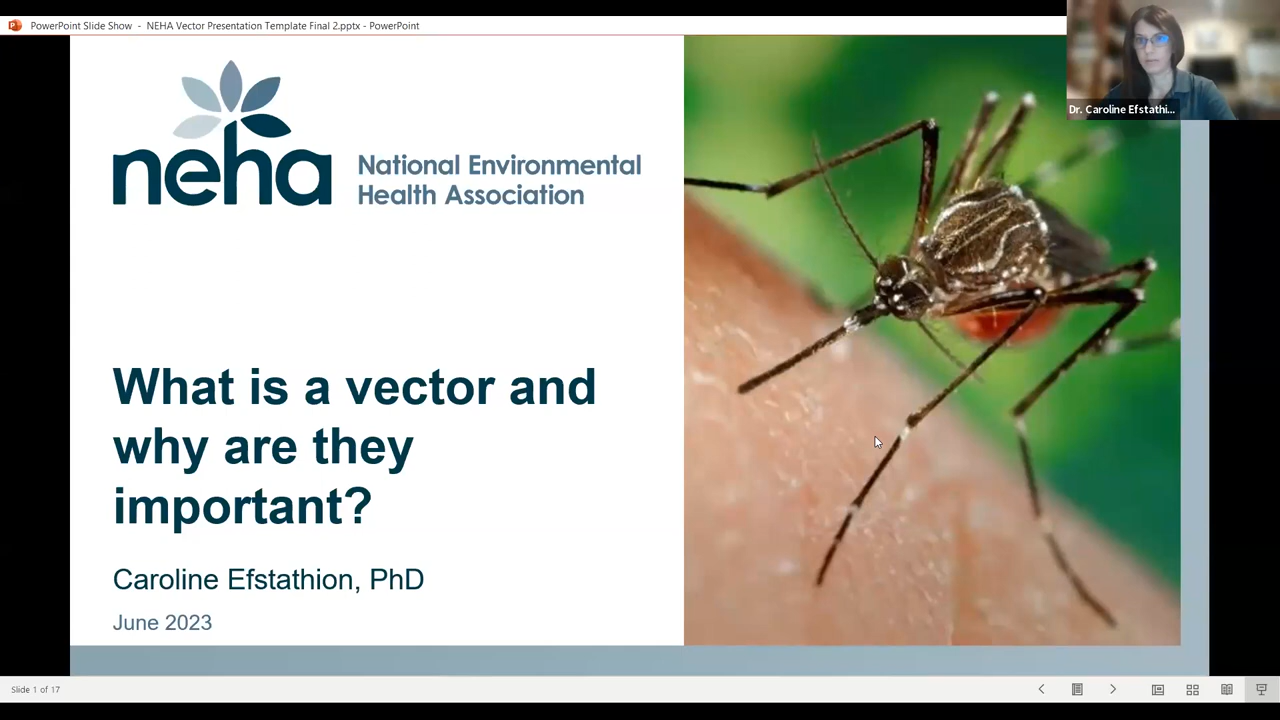 PowerPoint Slide Show - NEHA Vector Presentation Template Final 2.pptx - PowerPoint
Dr. Caroline Efstathi...
neha
National Environmental
Health Association
What is a vector and
why are they
important?
Caroline Efstathion, PhD
June 2023
Slide 1 of 17